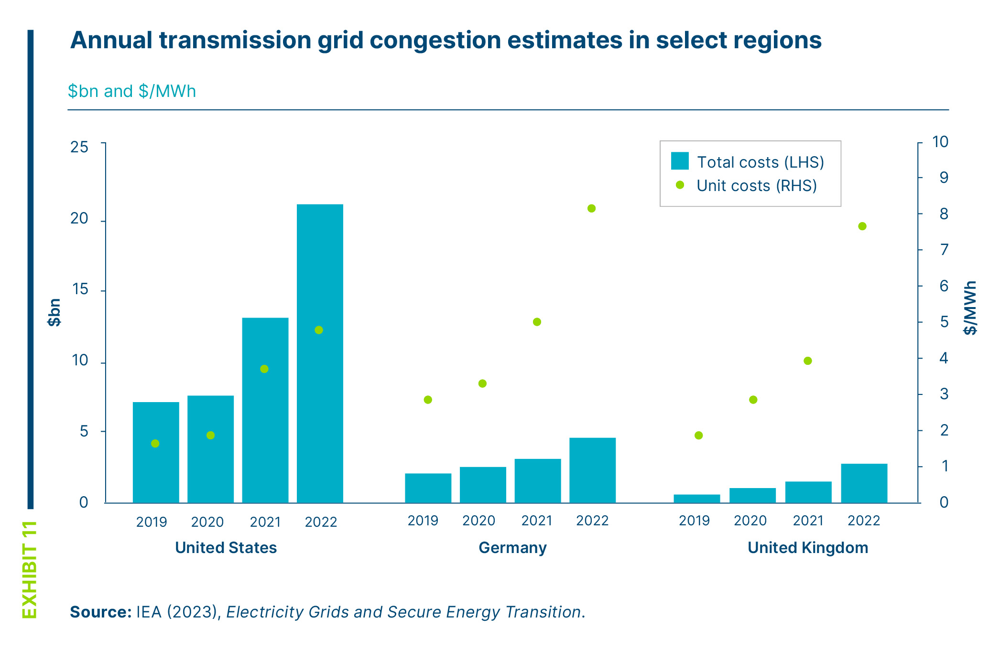 Annual transmission grid congestion estimates in select regions
$bn and $/MWh
25
20
15
10
5
0
$bn
Total costs (LHS)
Unit costs (RHS)
10
9
8
7
6
5
4
3
2
1
0
$/MWh
2019 2020 2021 2022
United States
2019 2020 2021 2022
Germany
2019 2020 2021 2022
United Kingdom
EXHIBIT 11
Source: IEA (2023), Electricity Grids and Secure Energy Transition.